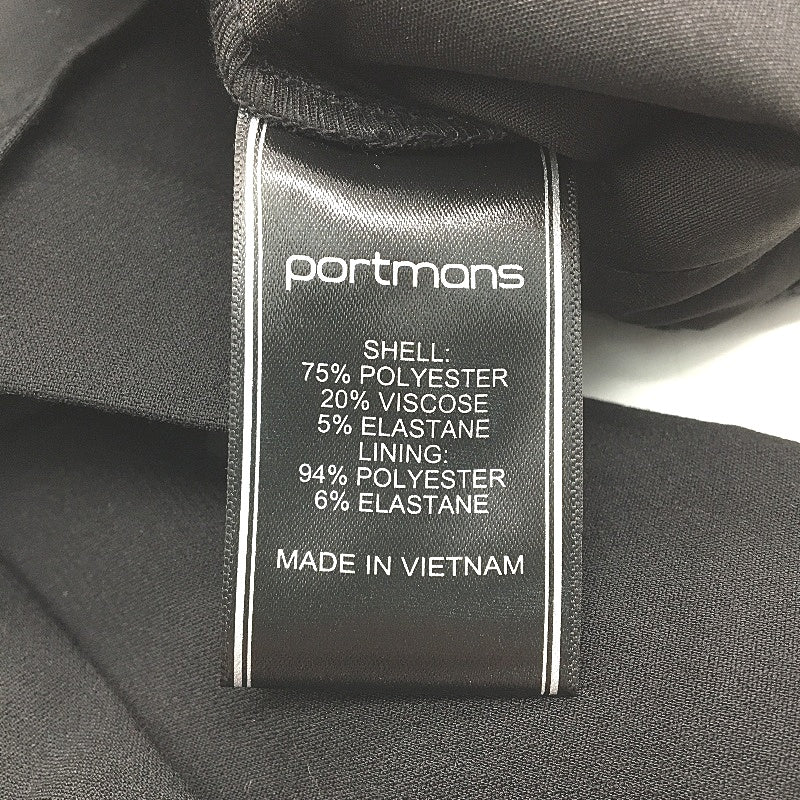 portmans
SHELL:
75% POLYESTER
20% VISCOSE
5% ELASTANE
LINING:
94% POLYESTER
6% ELASTANE
MADE IN VIETNAM